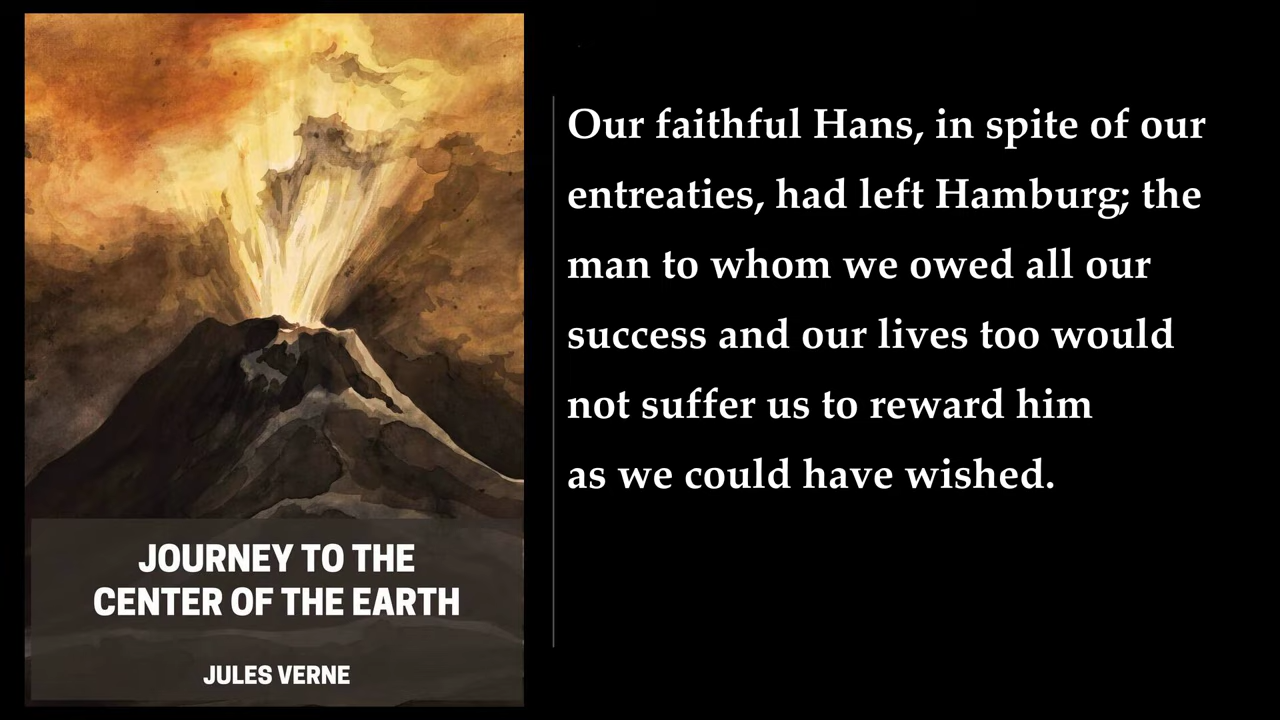 Our faithful Hans, in spite of our
entreaties, had left Hamburg; the
man to whom we owed all our
success and our lives too would
not suffer us to reward him
as we could have wished.
JOURNEY TO THE
CENTER OF THE EARTH
JULES VERNE